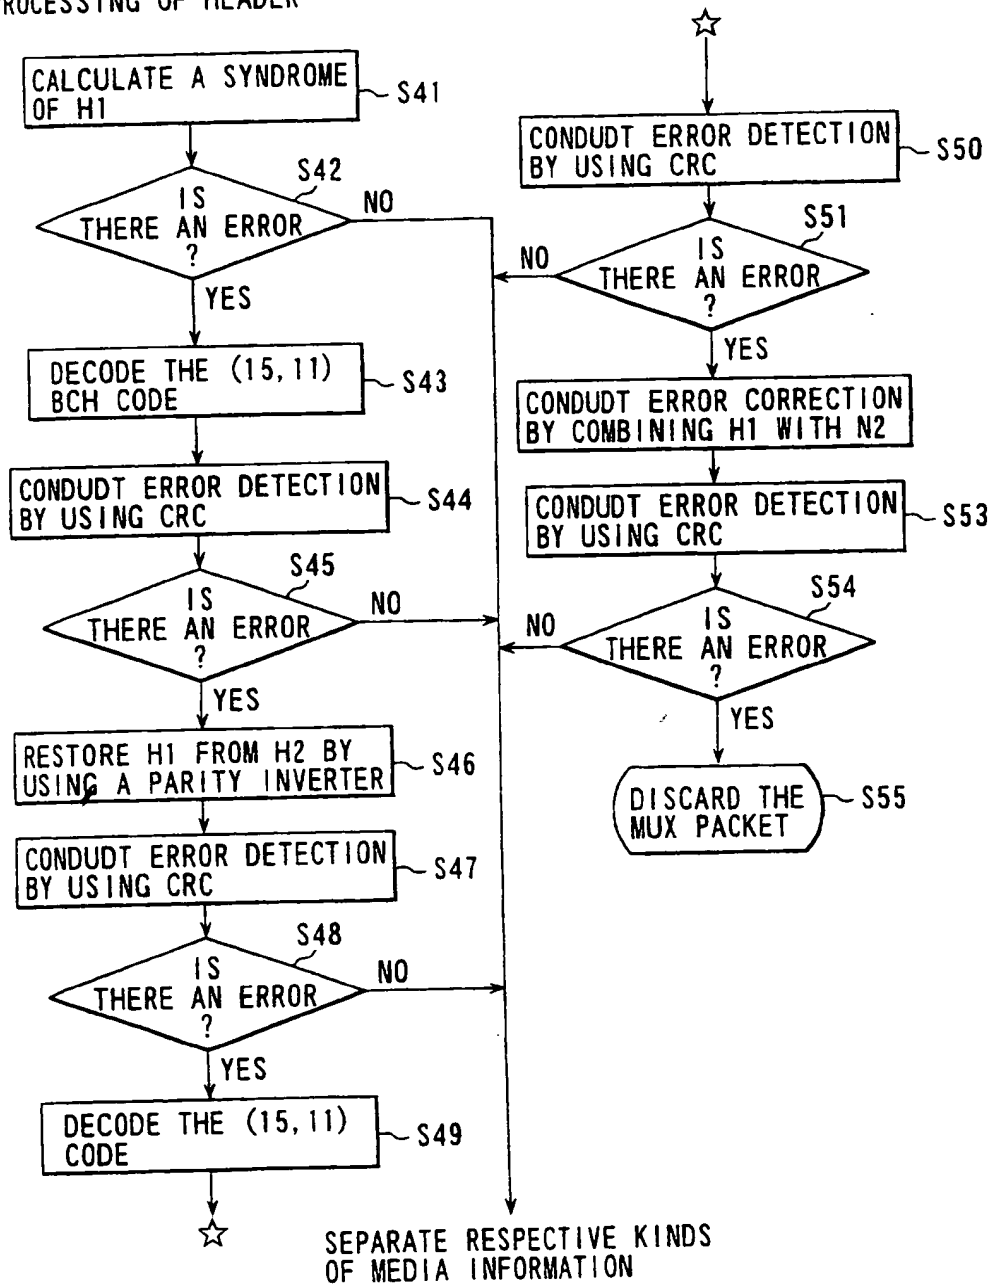 PROCESSING OF HEADER
CALCULATE A SYNDROME
OF H1
S41
IS
THERE AN ERROR
?
S42
NO
YES
DECODE THE (15,11)
BCH CODE
S43
CONDUDT ERROR DETECTION
BY USING CRC
S44
IS
THERE AN ERROR
?
S45
NO
YES
RESTORE H1 FROM H2 BY
USING A PARITY INVERTER
S46
CONDUDT ERROR DETECTION
BY USING CRC
S47
IS
THERE AN ERROR
?
S48
NO
YES
DECODE THE (15,11)
CODE
S49
☆
☆
CONDUDT ERROR DETECTION
BY USING CRC
S50
IS
THERE AN ERROR
?
S51
NO
YES
CONDUDT ERROR CORRECTION
BY COMBINING H1 WITH N2
CONDUDT ERROR DETECTION
BY USING CRC
S53
IS
THERE AN ERROR
?
S54
NO
YES
DISCARD THE
MUX PACKET
S55
SEPARATE RESPECTIVE KINDS
OF MEDIA INFORMATION